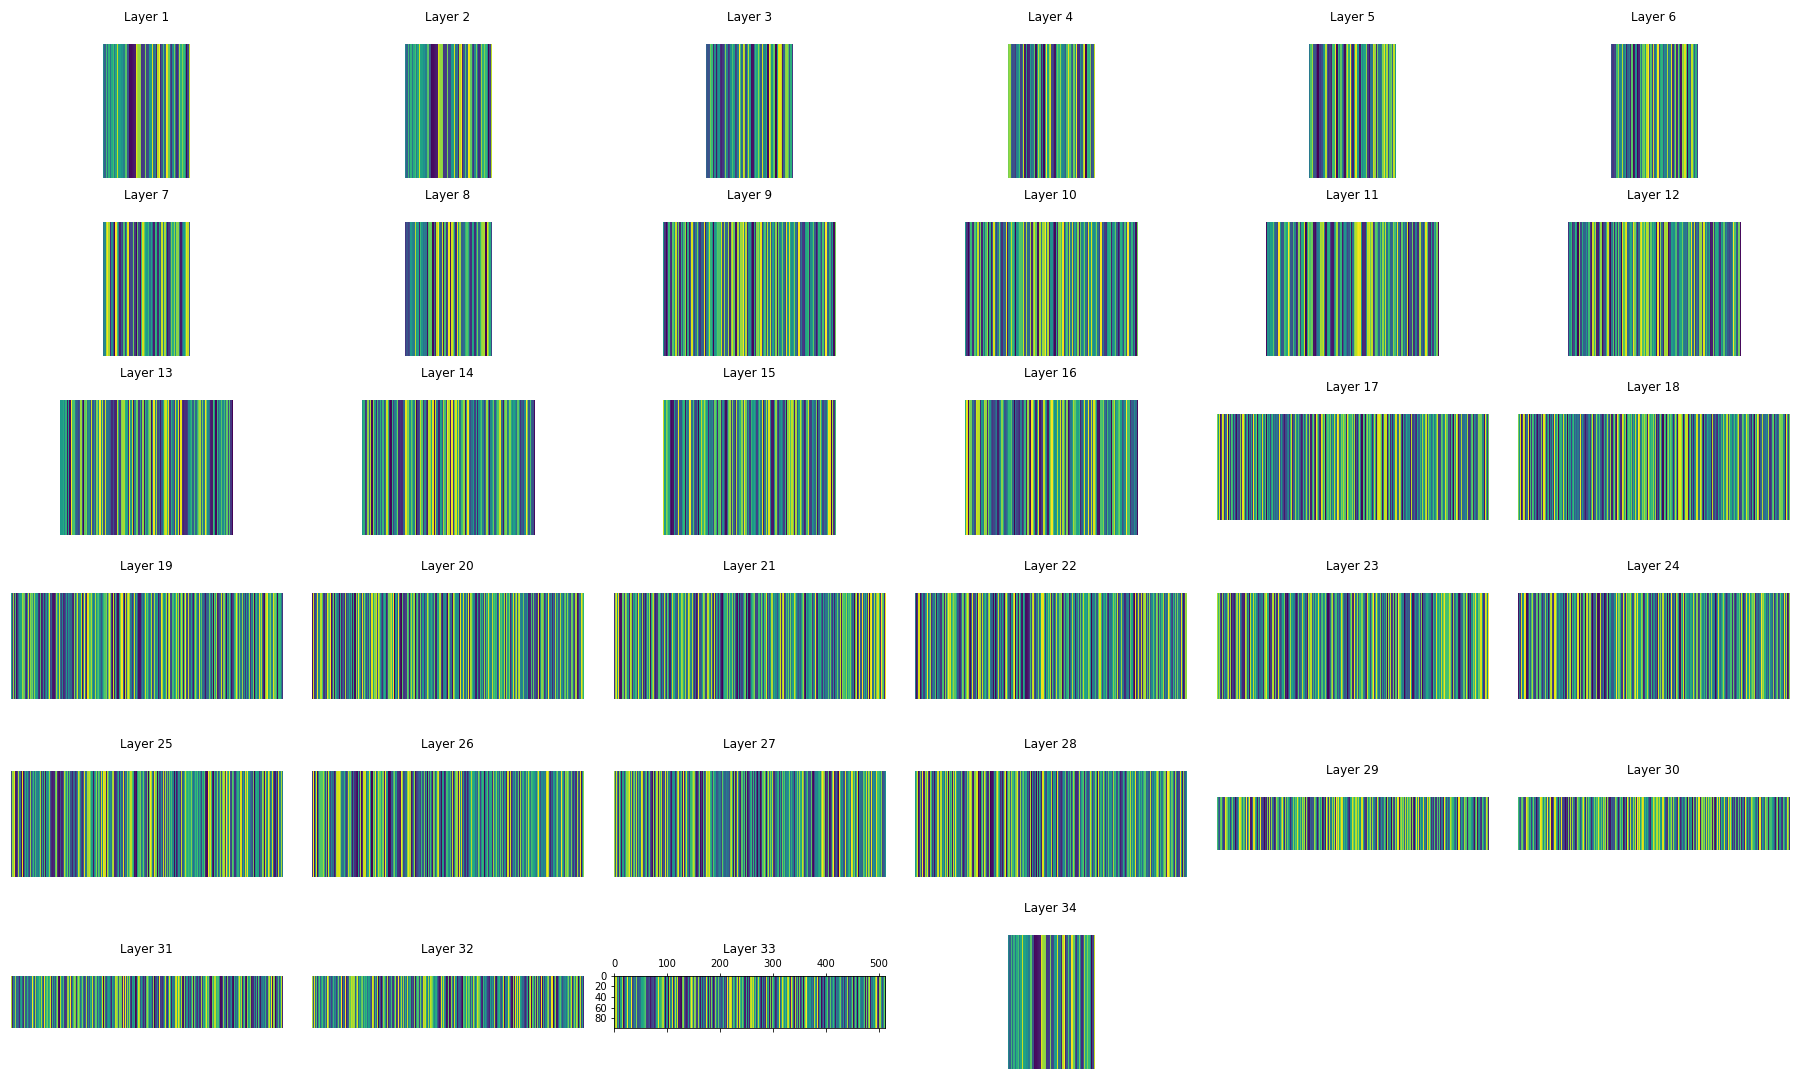 Layer 1 Layer 2 Layer 3 Layer 4 Layer 5 Layer 6
Layer 7 Layer 8 Layer 9 Layer 10 Layer 11 Layer 12
Layer 13 Layer 14 Layer 15 Layer 16 Layer 17 Layer 18
Layer 19 Layer 20 Layer 21 Layer 22 Layer 23 Layer 24
Layer 25 Layer 26 Layer 27 Layer 28 Layer 29 Layer 30
Layer 31 Layer 32 Layer 33 Layer 34
0 100 200 300 400 500
0
20
40
60
80